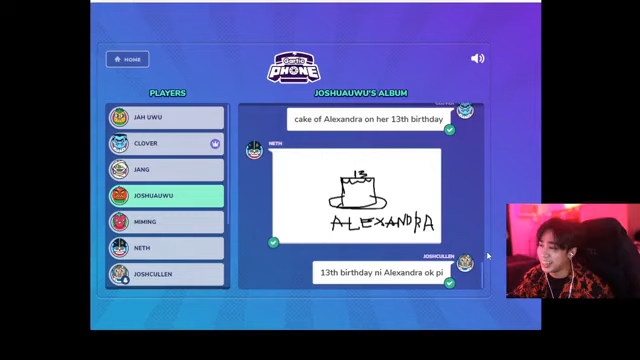 HOME
Gartic
PHONE
PLAYERS
JOSHUAUWU'S ALBUM
JAH UWU
CLOVER
JANG
JOSHUAUWU
MIMING
NETH
JOSHCULLEN
cake of Alexandra on her 13th birthday
NETH
13
ALEXANDRA
JOSHCULLEN
13th birthday ni Alexandra ok pi